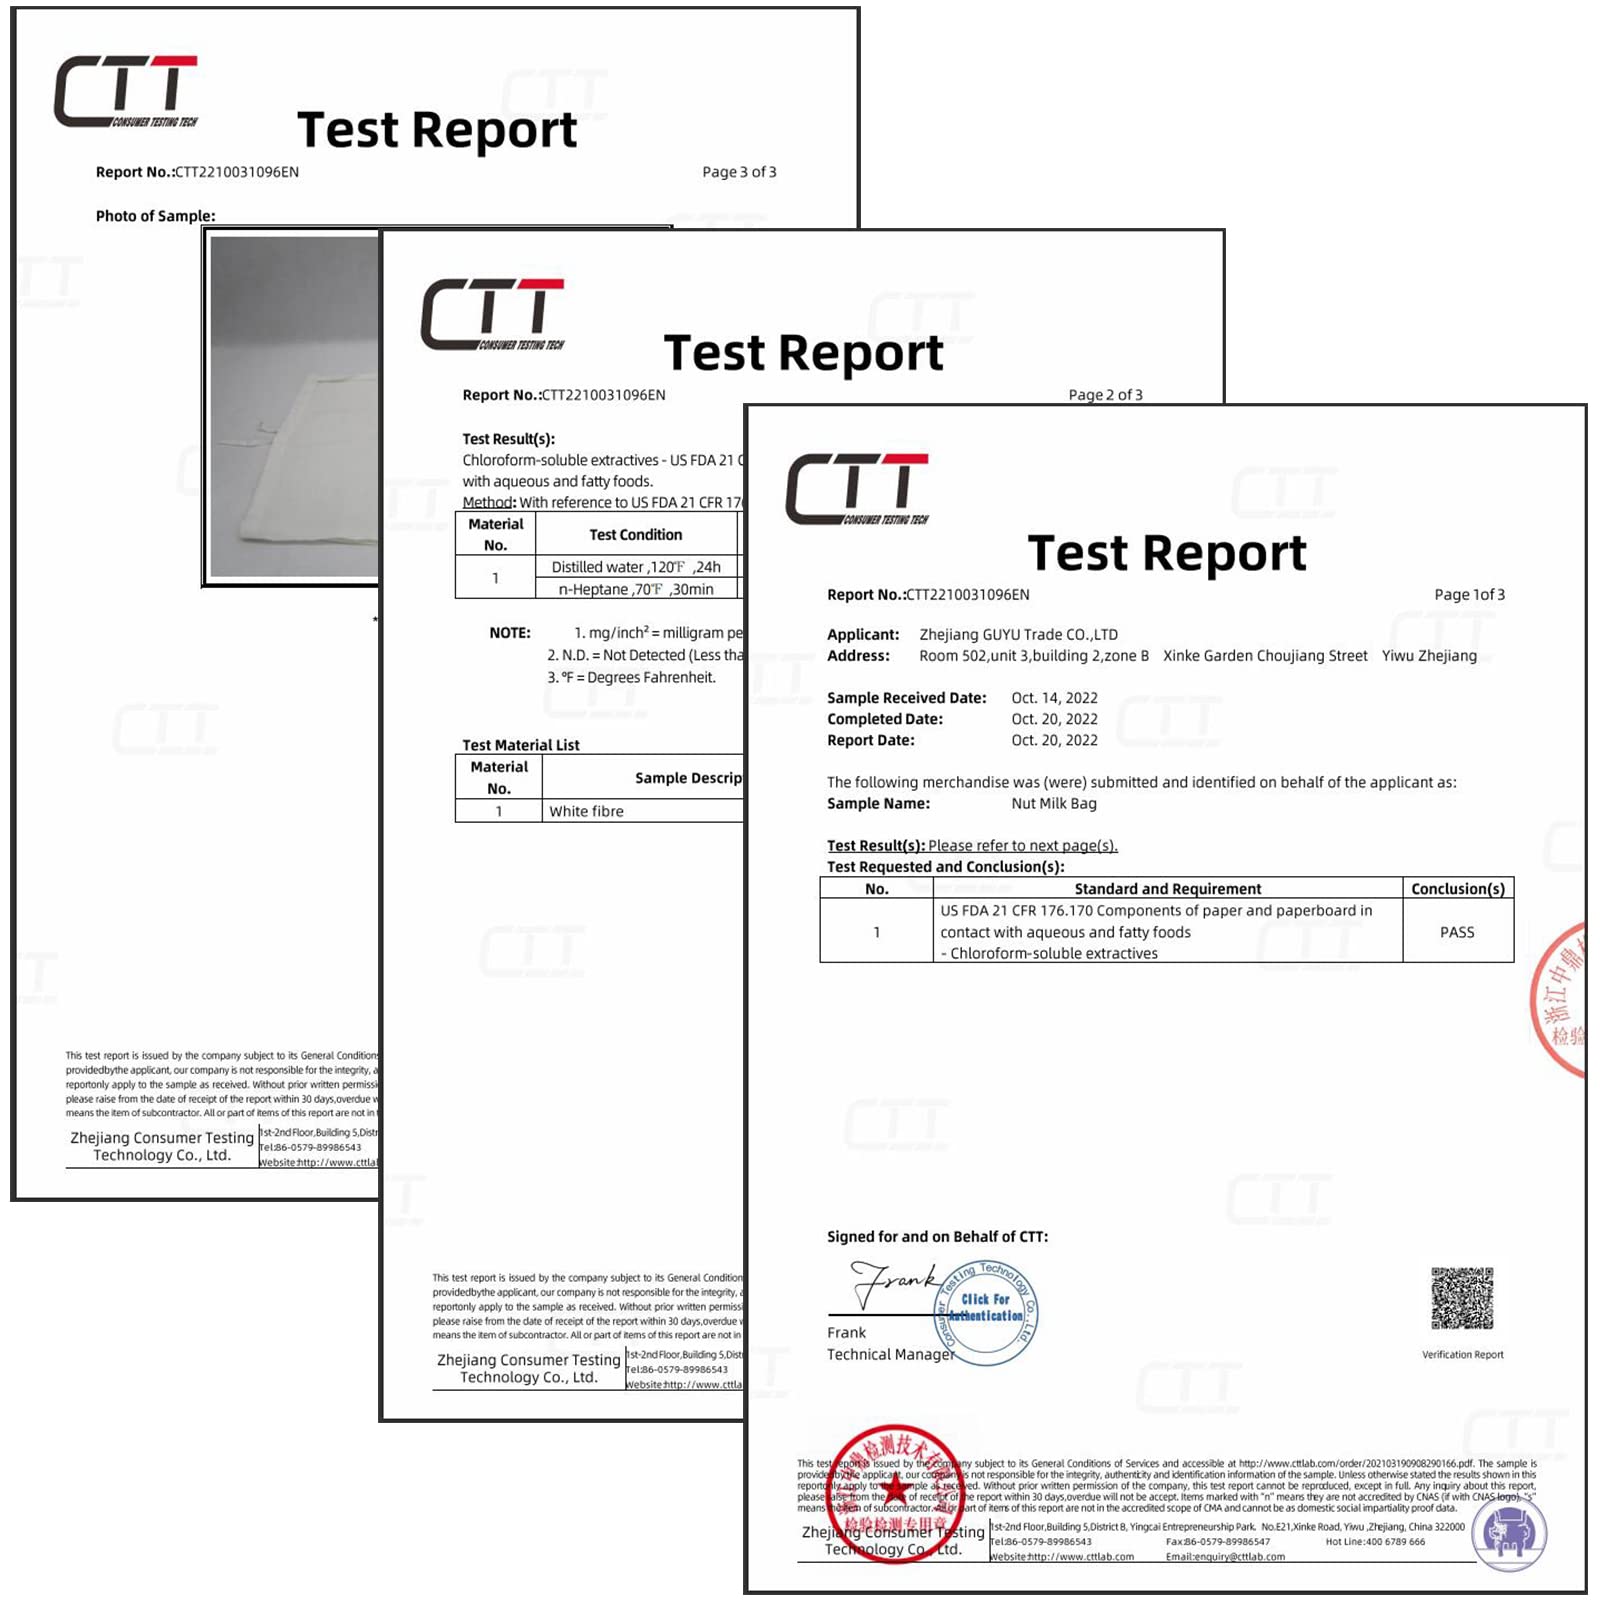 CTT
CONSUMER TESTING TECH
Test Report
Report No.:CTT2210031096EN
Page 3 of 3
Photo of Sample:
*
This test report is issued by the company subject to its General Conditions
providedbythe applicant, our company is not responsible for the integrity, a
reportonly apply to the sample as received. Without prior written permissi
please raise from the date of receipt of the report within 30 days,overdue w
means the item of subcontractor. All or part of items of this report are not in
Zhejiang Consumer Testing
Technology Co., Ltd.
1st-2nd Floor,Building 5,Distr
Tel:86-0579-89986543
Website:http://www.cttla
CTT
CONSUMER TESTING TECH
Test Report
Report No.:CTT2210031096EN
Page 2 of 3
Test Result(s):
Chloroform-soluble extractives - US FDA 21 C
with aqueous and fatty foods.
Method: With reference to US FDA 21 CFR 17
Material No.
Test Condition
1
Distilled water ,120°F ,24h
n-Heptane ,70°F ,30min
NOTE:
1. mg/inch² = milligram pe
2. N.D. = Not Detected (Less tha
3. °F = Degrees Fahrenheit.
Test Material List
Material No.
Sample Descrip
1
White fibre
This test report is issued by the company subject to its General Condition
providedbythe applicant, our company is not responsible for the integrity, a
reportonly apply to the sample as received. Without prior written permiss
please raise from the date of receipt of the report within 30 days,overdue w
means the item of subcontractor. All or part of items of this report are not in
Zhejiang Consumer Testing
Technology Co., Ltd.
1st-2nd Floor,Building 5,Distr
Tel:86-0579-89986543
Website:http://www.cttla
CTT
CONSUMER TESTING TECH
Test Report
Report No.:CTT2210031096EN
Page 1of 3
Applicant: Zhejiang GUYU Trade CO.,LTD
Address: Room 502,unit 3,building 2,zone B Xinke Garden Choujiang Street Yiwu Zhejiang
Sample Received Date: Oct. 14, 2022
Completed Date: Oct. 20, 2022
Report Date: Oct. 20, 2022
The following merchandise was (were) submitted and identified on behalf of the applicant as:
Sample Name: Nut Milk Bag
Test Result(s): Please refer to next page(s).
Test Requested and Conclusion(s):
No. Standard and Requirement Conclusion(s)
1
US FDA 21 CFR 176.170 Components of paper and paperboard in
contact with aqueous and fatty foods
- Chloroform-soluble extractives
PASS
浙江中鼎
检验
Signed for and on Behalf of CTT:
Frank
Consumer Testing Technology Co., Ltd.
Click For
Authentication
Frank
Technical Manager
Verification Report
浙江中鼎检测技术有限公司
检验检测专用章
This test report is issued by the company subject to its General Conditions of Services and accessible at http://www.cttlab.com/order/202103190908290166.pdf. The sample is
providedbythe applicant, our company is not responsible for the integrity, authenticity and identification information of the sample. Unless otherwise stated the results shown in this
reportonly apply to the sample as received. Without prior written permission of the company, this test report cannot be reproduced, except in full. Any inquiry about this report,
please raise from the date of receipt of the report within 30 days,overdue will not be accept. Items marked with "n" means they are not accredited by CNAS (if with CNAS logo). "s"
means the item of subcontractor. All or part of items of this report are not in the accredited scope of CMA and cannot be as domestic social impartiality proof data.
Zhejiang Consumer Testing
Technology Co., Ltd.
1st-2nd Floor,Building 5,District B, Yingcai Entrepreneurship Park, No.E21,Xinke Road, Yiwu ,Zhejiang, China 322000
Tel:86-0579-89986543 Fax:86-0579-89986547 Hot Line:400 6789 666
Website:http://www.cttlab.com Email:enquiry@cttlab.com